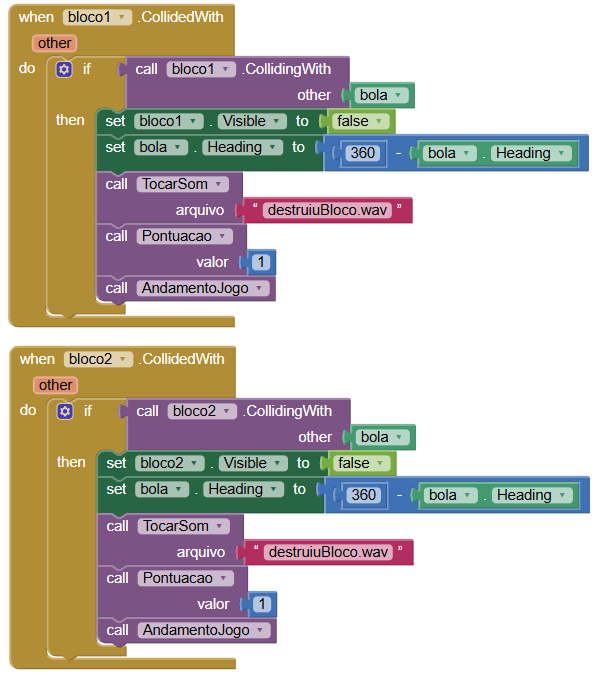 when bloco1 .CollidedWith
other
do if call bloco1 .CollidingWith
other bola
then set bloco1 . Visible to false
set bola . Heading to 360 - bola . Heading
call TocarSom
arquivo “ destruiuBloco.wav ”
call Pontuacao
valor 1
call AndamentoJogo
when bloco2 .CollidedWith
other
do if call bloco2 .CollidingWith
other bola
then set bloco2 . Visible to false
set bola . Heading to 360 - bola . Heading
call TocarSom
arquivo “ destruiuBloco.wav ”
call Pontuacao
valor 1
call AndamentoJogo